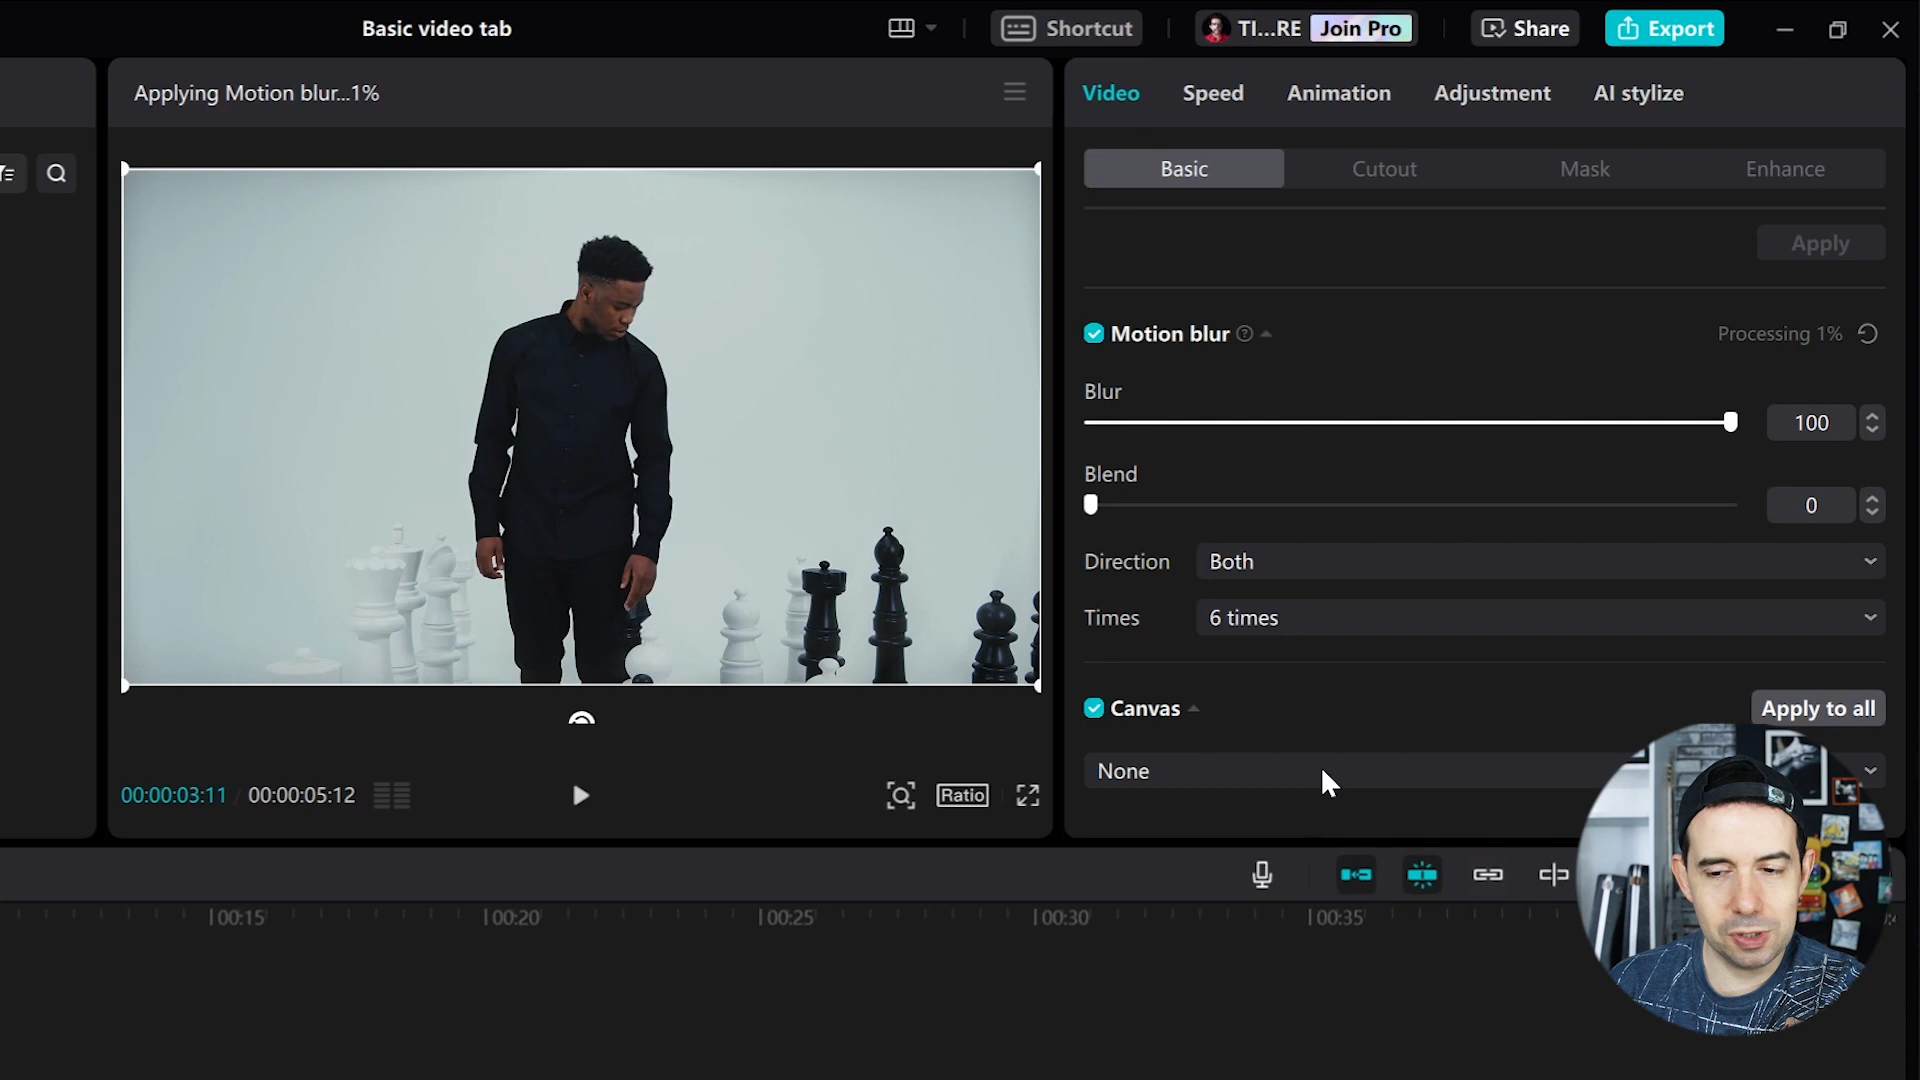 Basic video tab
Shortcut
TI...RE
Join Pro
Share
Export
Applying Motion blur...1%
Video
Speed
Animation
Adjustment
AI stylize
Basic
Cutout
Mask
Enhance
Apply
Motion blur
Processing 1%
Blur
100
Blend
0
Direction
Both
Times
6 times
Canvas
Apply to all
None
00:00:03:11 / 00:00:05:12
Ratio
00:15
00:20
00:25
00:30
00:35